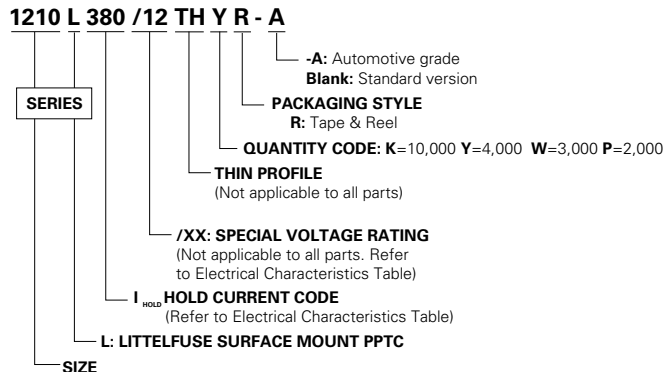 1210 L 380 /12 TH Y R - A
-A: Automotive grade
Blank: Standard version
SERIES
PACKAGING STYLE
R: Tape & Reel
QUANTITY CODE: K=10,000 Y=4,000 W=3,000 P=2,000
THIN PROFILE
(Not applicable to all parts)
/XX: SPECIAL VOLTAGE RATING
(Not applicable to all parts. Refer
to Electrical Characteristics Table)
I HOLD HOLD CURRENT CODE
(Refer to Electrical Characteristics Table)
L: LITTELFUSE SURFACE MOUNT PPTC
SIZE